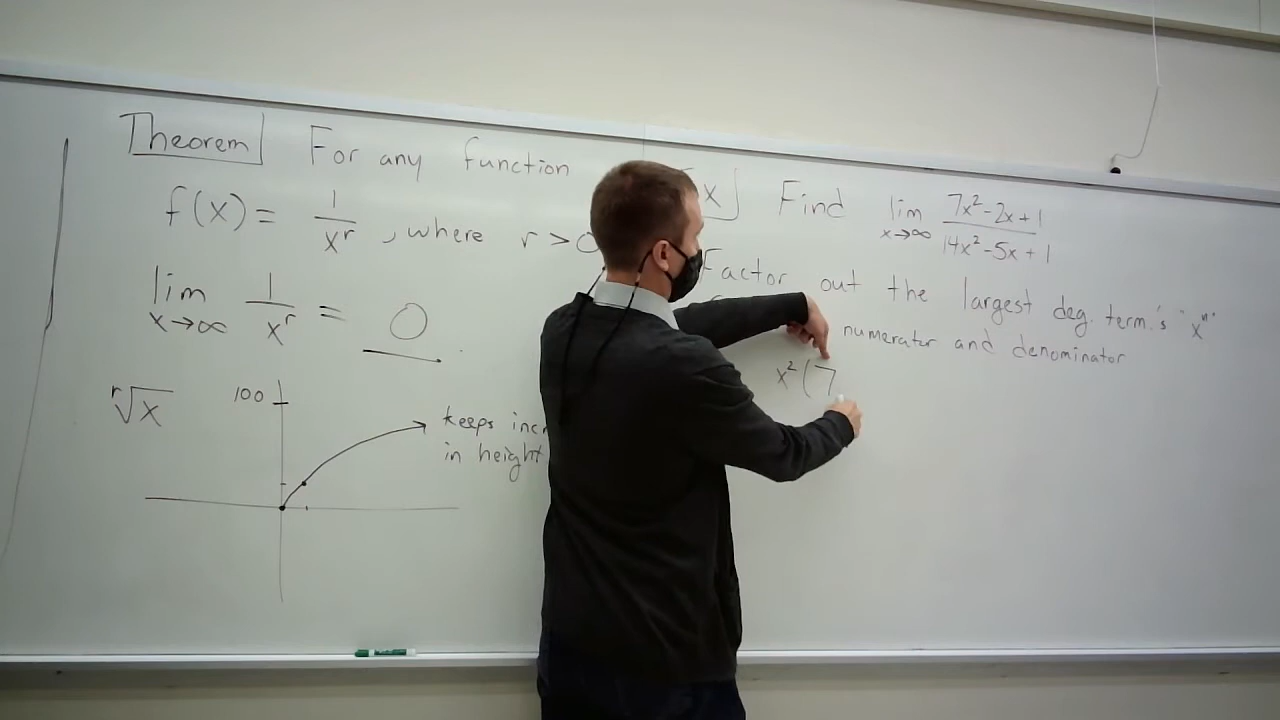 Theorem For any function
f(x) = 1/x^r , where r > 0
lim x→∞ 1/x^r = 0
r√x
100
keeps
in height
x] Find lim x→∞ (7x² - 2x + 1)/(14x² - 5x + 1)
Factor out the largest deg. term's "x^n"
numerator and denominator
x² (7